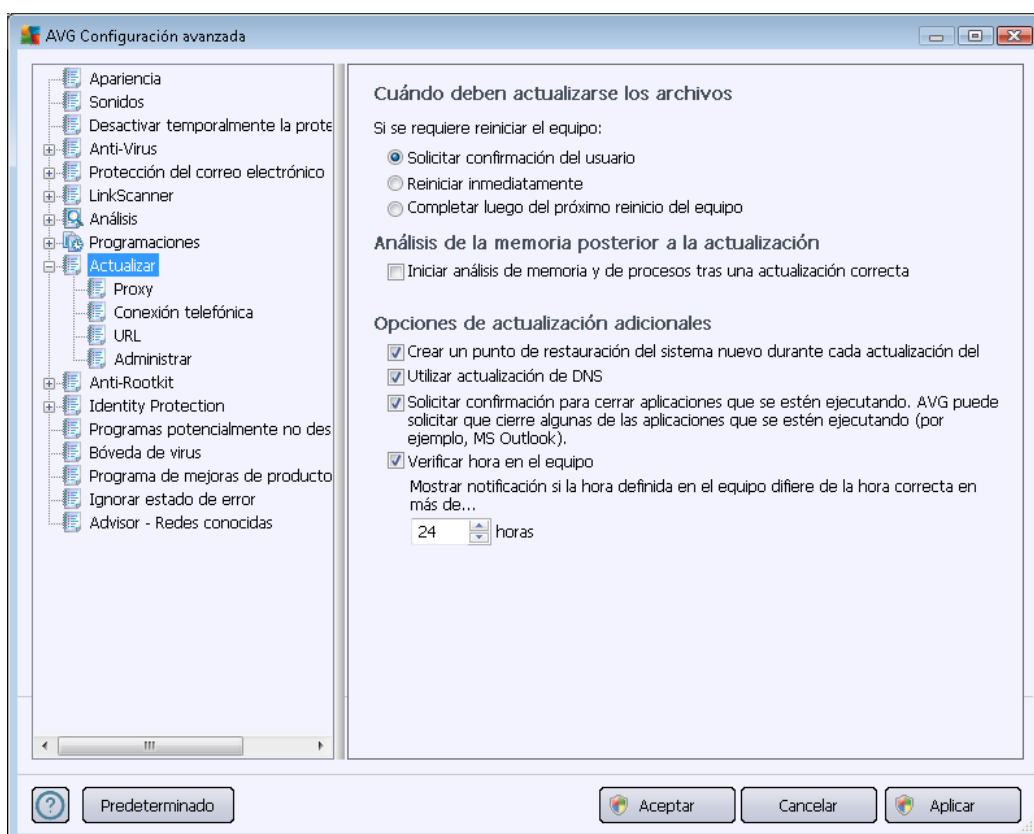 AVG Configuración avanzada
Apariencia
Sonidos
Desactivar temporalmente la prote
Anti-Virus
Protección del correo electrónico
LinkScanner
Análisis
Programaciones
Actualizar
Proxy
Conexión telefónica
URL
Administrar
Anti-Rootkit
Identity Protection
Programas potencialmente no des
Bóveda de virus
Programa de mejoras de producto
Ignorar estado de error
Advisor - Redes conocidas
Cuándo deben actualizarse los archivos
Si se requiere reiniciar el equipo:
Solicitar confirmación del usuario
Reiniciar inmediatamente
Completar luego del próximo reinicio del equipo
Análisis de la memoria posterior a la actualización
Iniciar análisis de memoria y de procesos tras una actualización correcta
Opciones de actualización adicionales
Crear un punto de restauración del sistema nuevo durante cada actualización del
Utilizar actualización de DNS
Solicitar confirmación para cerrar aplicaciones que se estén ejecutando. AVG puede
solicitar que cierre algunas de las aplicaciones que se estén ejecutando (por
ejemplo, MS Outlook).
Verificar hora en el equipo
Mostrar notificación si la hora definida en el equipo difiere de la hora correcta en
más de...
24 horas
Predeterminado
Aceptar
Cancelar
Aplicar